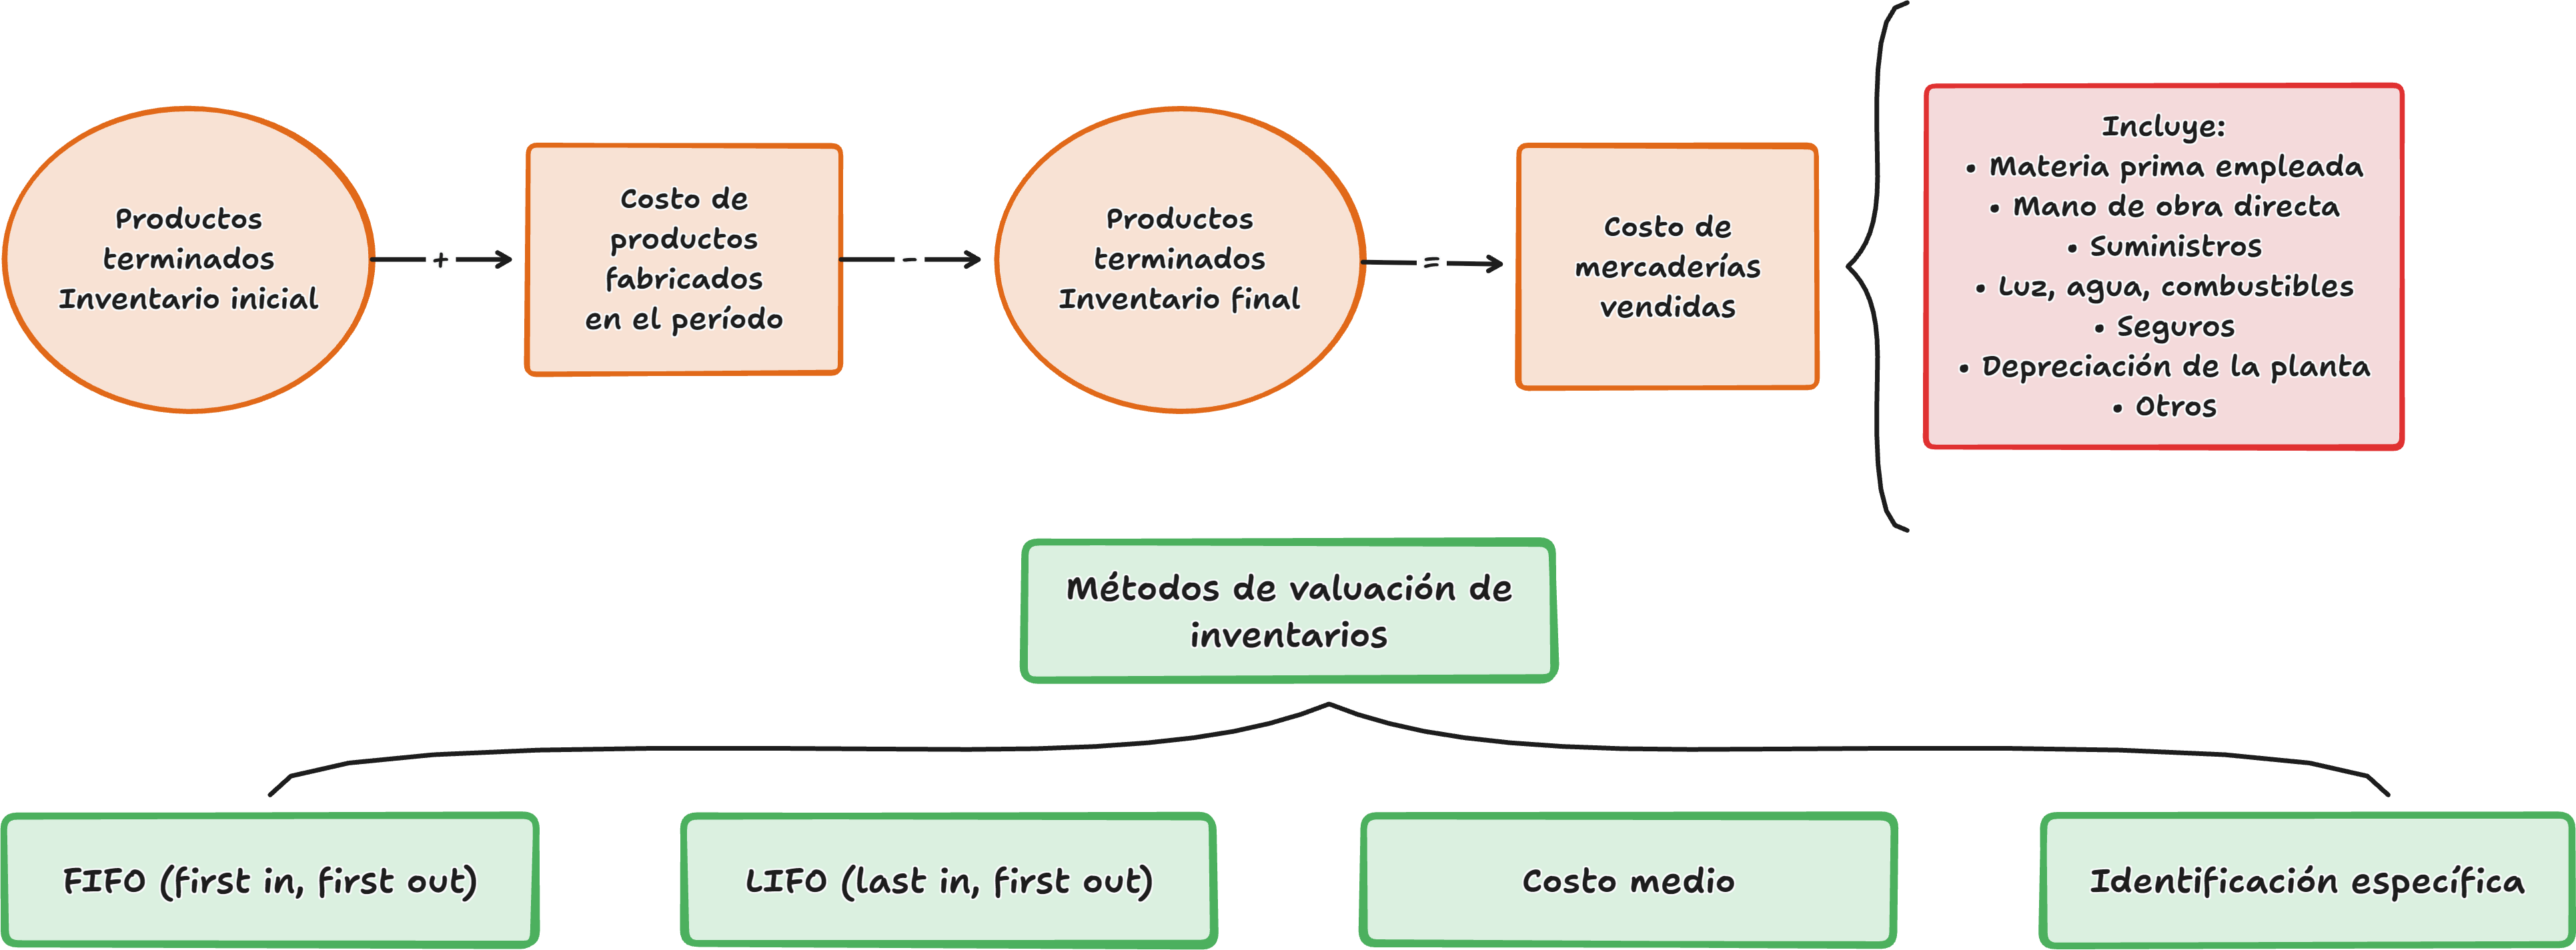 Productos
terminados
Inventario inicial
+
Costo de
productos
fabricados
en el período
-
Productos
terminados
Inventario final
=
Costo de
mercaderías
vendidas
Incluye:
• Materia prima empleada
• Mano de obra directa
• Suministros
• Luz, agua, combustibles
• Seguros
• Depreciación de la planta
• Otros
Métodos de valuación de
inventarios
FIFO (first in, first out)
LIFO (last in, first out)
Costo medio
Identificación específica